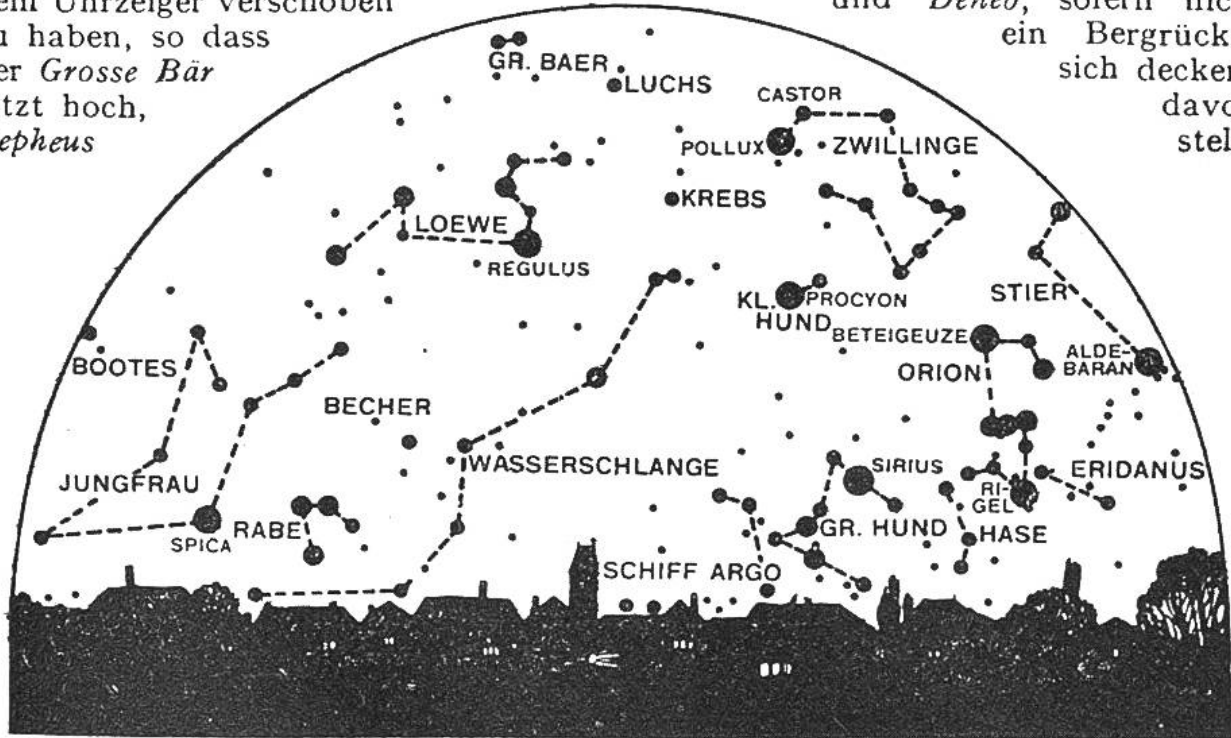 em Uhrzeiger verschoben
u haben, so dass
er Grosse Bär
tzt hoch,
epheus
und Deneb, sofern nic
ein Bergrück
sich decken
davo
stel
GR. BAER
LUCHS
CASTOR
POLLUX
ZWILLINGE
KREBS
LOEWE
REGULUS
KL.
HUND
PROCYON
STIER
BETEIGEUZE
ORION
ALDE-
BARAN
BOOTES
BECHER
JUNGFRAU
WASSERSCHLANGE
SIRIUS
ERIDANUS
RI-
GEL
SPICA
RABE
GR. HUND
HASE
SCHIFF ARGO